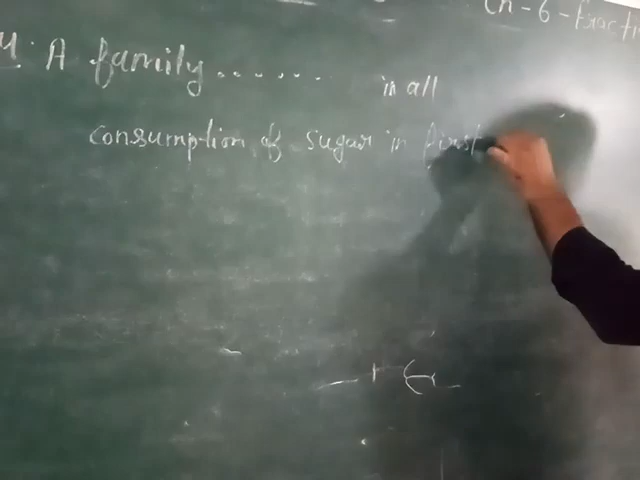 Ch - 6 - Fracti
4. A family ...... in all
consumption of sugar in first